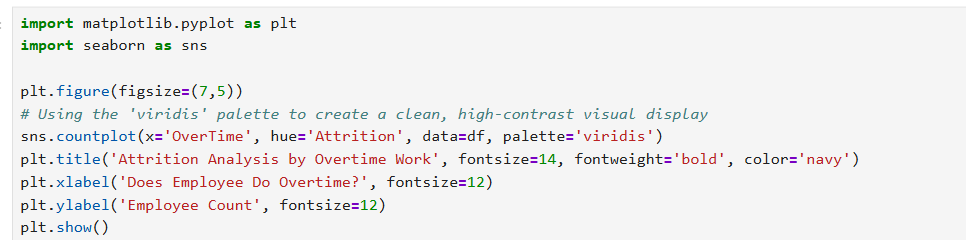 import matplotlib.pyplot as plt
import seaborn as sns
plt.figure(figsize=(7,5))
# Using the 'viridis' palette to create a clean, high-contrast visual display
sns.countplot(x='OverTime', hue='Attrition', data=df, palette='viridis')
plt.title('Attrition Analysis by Overtime Work', fontsize=14, fontweight='bold', color='navy')
plt.xlabel('Does Employee Do Overtime?', fontsize=12)
plt.ylabel('Employee Count', fontsize=12)
plt.show()